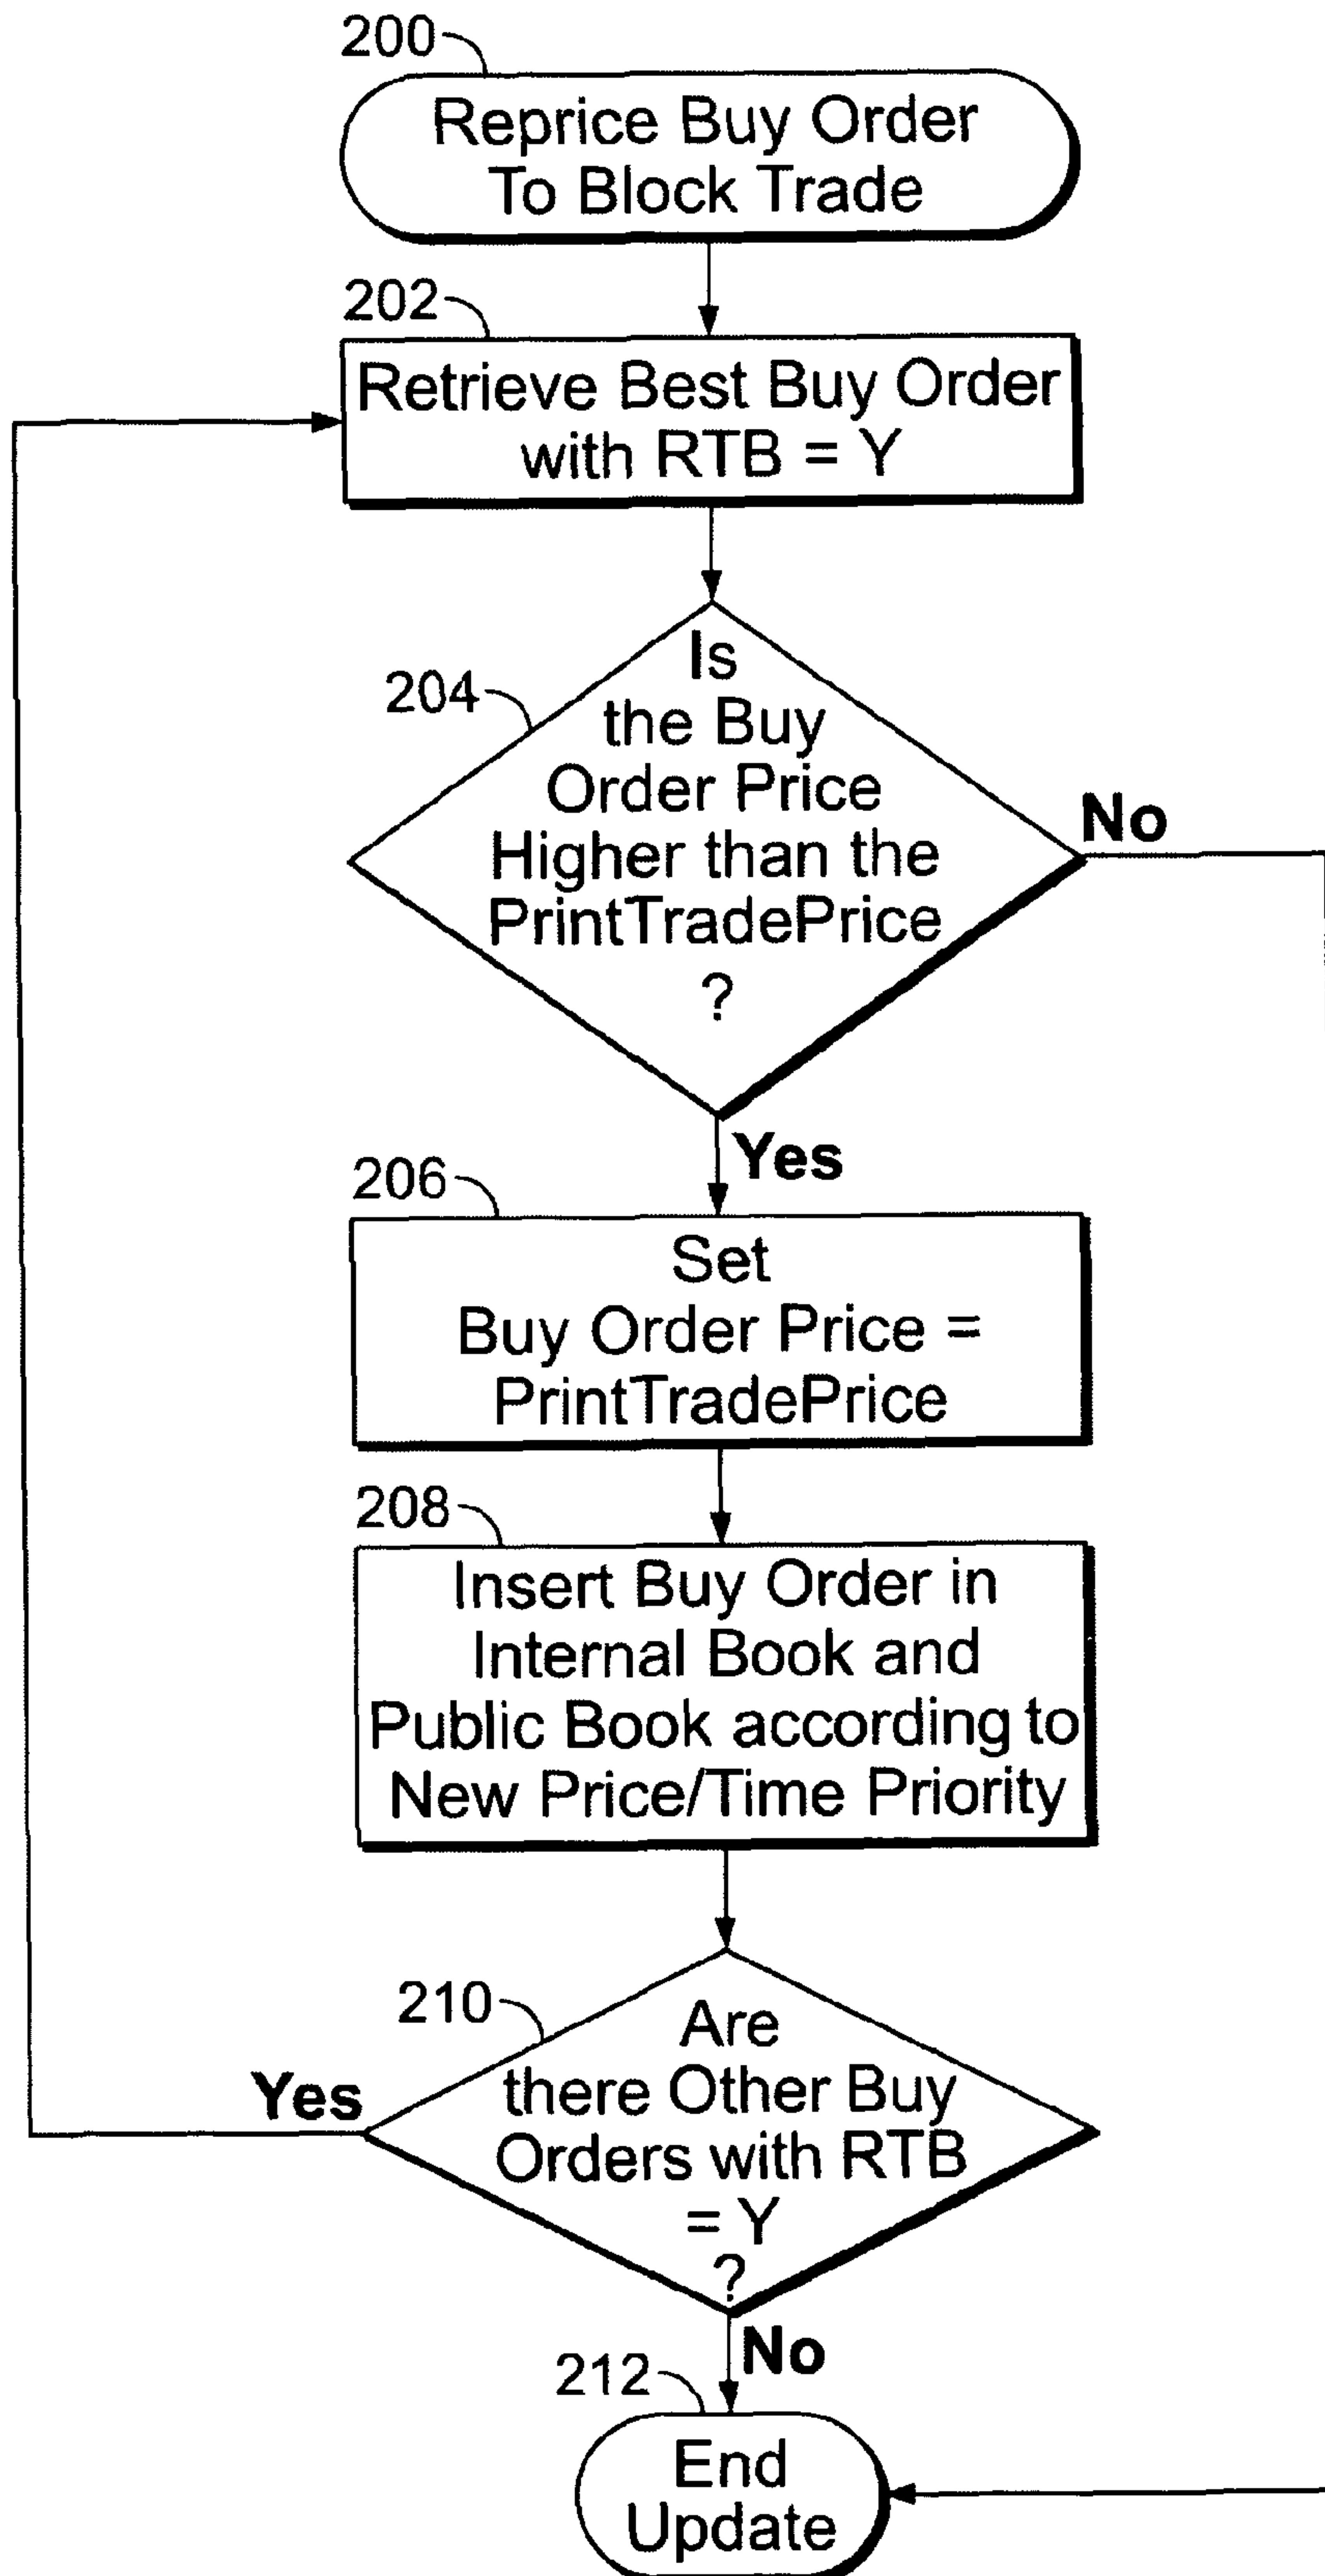 200
Reprice Buy Order
To Block Trade
202
Retrieve Best Buy Order
with RTB = Y
204
Is
the Buy
Order Price
Higher than the
PrintTradePrice
?
No
Yes
206
Set
Buy Order Price =
PrintTradePrice
208
Insert Buy Order in
Internal Book and
Public Book according to
New Price/Time Priority
210
Are
there Other Buy
Orders with RTB
= Y
?
Yes
No
212
End
Update